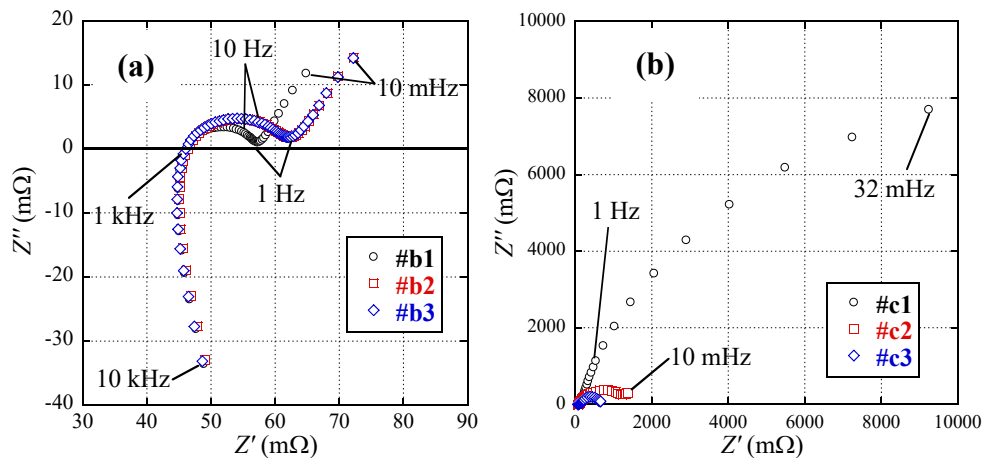 (a)
20
10
0
-10
-20
-30
-40
30
40
50
60
70
80
90
Z″ (mΩ)
Z′ (mΩ)
10 Hz
10 mHz
1 Hz
1 kHz
10 kHz
#b1
#b2
#b3
(b)
10000
8000
6000
4000
2000
0
0
2000
4000
6000
8000
10000
Z″ (mΩ)
Z′ (mΩ)
1 Hz
32 mHz
10 mHz
#c1
#c2
#c3